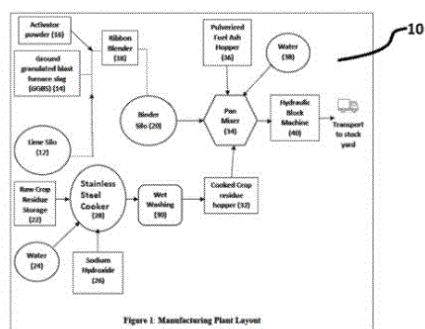 10
Activator
powder (16)
Ribbon
Blender
(18)
Pulverized
Fuel Ash
Hopper
(36)
Water
(38)
Ground
granulated blast
furnace slag
(GGBS) (14)
Binder
Silo (20)
Pan
Mixer
(34)
Hydraulic
Block
Machine
(40)
Transport
to stock
yard
Lime Silo
(12)
Raw Crop
Residue
Storage
(22)
Stainless
Steel
Cooker
(28)
Wet
Washing
(30)
Cooked Crop
residue
hopper (32)
Water
(24)
Sodium
Hydroxide
(26)
Figure 1: Manufacturing Plant Layout